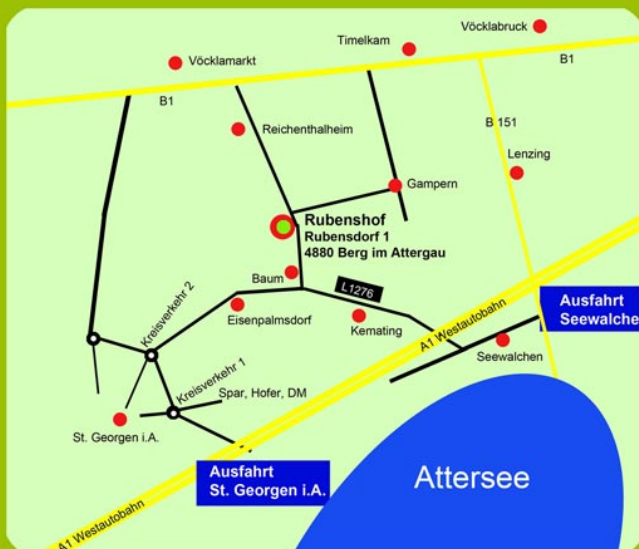 Vöcklabruck
Timelkam
Vöcklamarkt
B1
B1
Reichenthalheim
B 151
Lenzing
Gampern
Rubenshof
Rubensdorf 1
4880 Berg im Attergau
Baum
L1276
Eisenpalmsdorf
Kemating
A1 Westautobahn
Ausfahrt
Seewalche
Seewalchen
Kreisverkehr 2
Kreisverkehr 1
Spar, Hofer, DM
St. Georgen i.A.
Ausfahrt
St. Georgen i.A.
Attersee
A1 Westautobahn